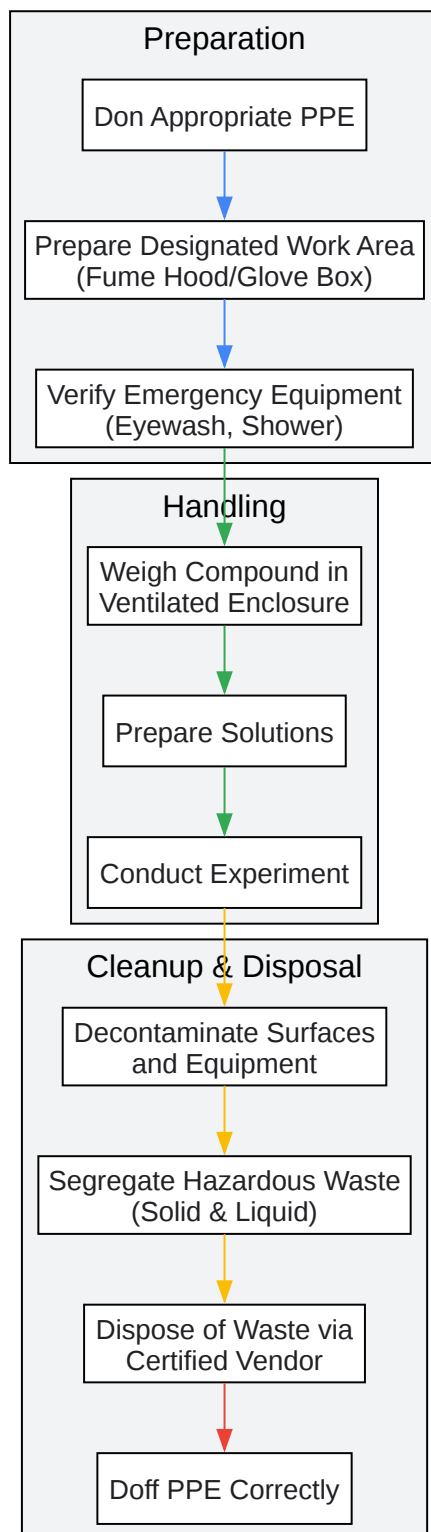 Preparation
Don Appropriate PPE
Prepare Designated Work Area
(Fume Hood/Glove Box)
Verify Emergency Equipment
(Eyewash, Shower)
Handling
Weigh Compound in
Ventilated Enclosure
Prepare Solutions
Conduct Experiment
Cleanup & Disposal
Decontaminate Surfaces
and Equipment
Segregate Hazardous Waste
(Solid & Liquid)
Dispose of Waste via
Certified Vendor
Doff PPE Correctly